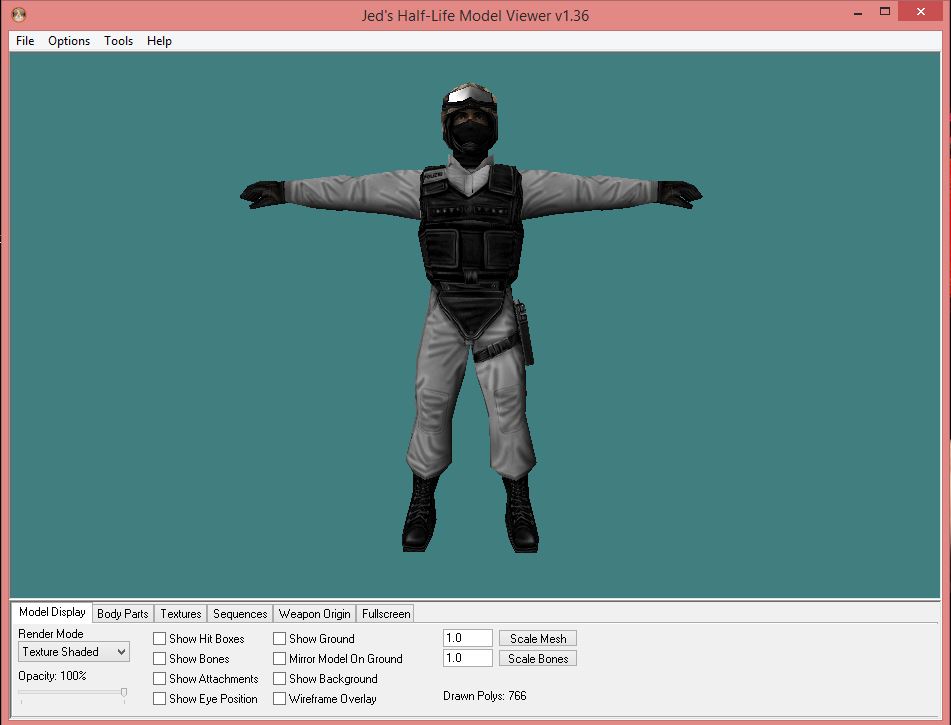 Jed's Half-Life Model Viewer v1.36
File Options Tools Help
POLIZEI
Model Display Body Parts Textures Sequences Weapon Origin Fullscreen
Render Mode
Texture Shaded
Opacity: 100%
Show Hit Boxes
Show Bones
Show Attachments
Show Eye Position
Show Ground
Mirror Model On Ground
Show Background
Wireframe Overlay
1.0 Scale Mesh
1.0 Scale Bones
Drawn Polys: 766